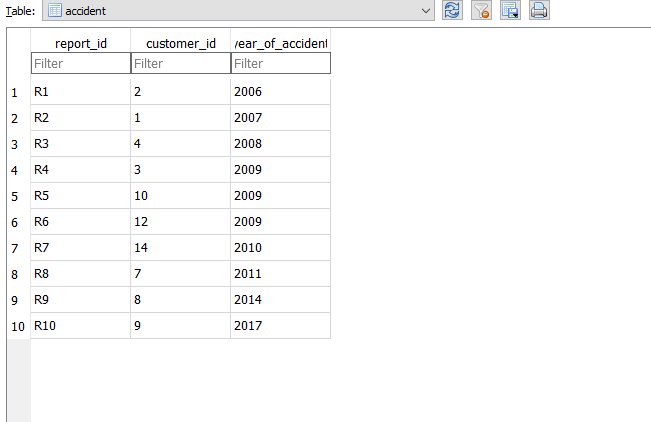 Table: accident
report_id customer_id year_of_accident
Filter Filter Filter
1 R1 2 2006
2 R2 1 2007
3 R3 4 2008
4 R4 3 2009
5 R5 10 2009
6 R6 12 2009
7 R7 14 2010
8 R8 7 2011
9 R9 8 2014
10 R10 9 2017